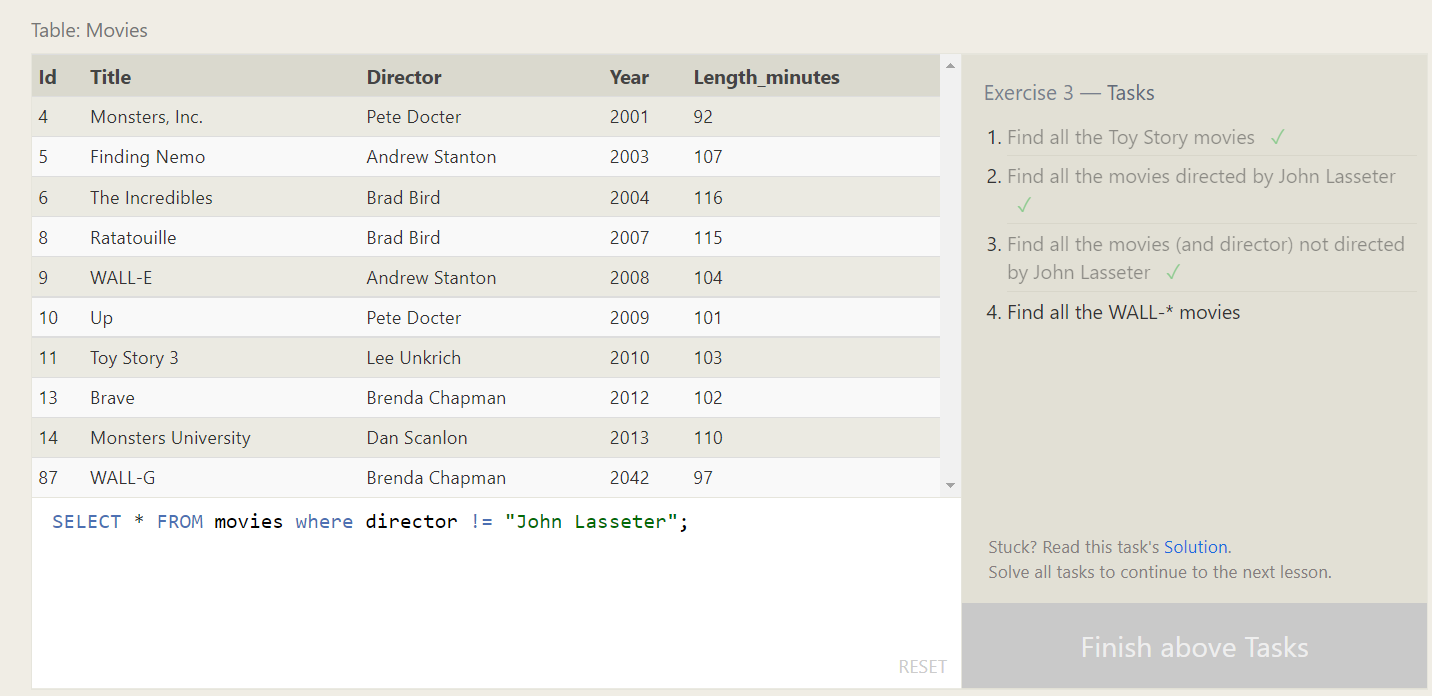 Table: Movies
Id Title Director Year Length_minutes
4 Monsters, Inc. Pete Docter 2001 92
5 Finding Nemo Andrew Stanton 2003 107
6 The Incredibles Brad Bird 2004 116
8 Ratatouille Brad Bird 2007 115
9 WALL-E Andrew Stanton 2008 104
10 Up Pete Docter 2009 101
11 Toy Story 3 Lee Unkrich 2010 103
13 Brave Brenda Chapman 2012 102
14 Monsters University Dan Scanlon 2013 110
87 WALL-G Brenda Chapman 2042 97
SELECT * FROM movies where director != "John Lasseter";
RESET
Exercise 3 — Tasks
1. Find all the Toy Story movies ✓
2. Find all the movies directed by John Lasseter
✓
3. Find all the movies (and director) not directed
by John Lasseter ✓
4. Find all the WALL-* movies
Stuck? Read this task's Solution.
Solve all tasks to continue to the next lesson.
Finish above Tasks